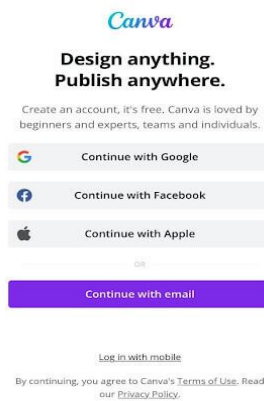 Canva
Design anything.
Publish anywhere.
Create an account, it's free. Canva is loved by
beginners and experts, teams and individuals.
Continue with Google
Continue with Facebook
Continue with Apple
OR
Continue with email
Log in with mobile
By continuing, you agree to Canva's Terms of Use. Read
our Privacy Policy.